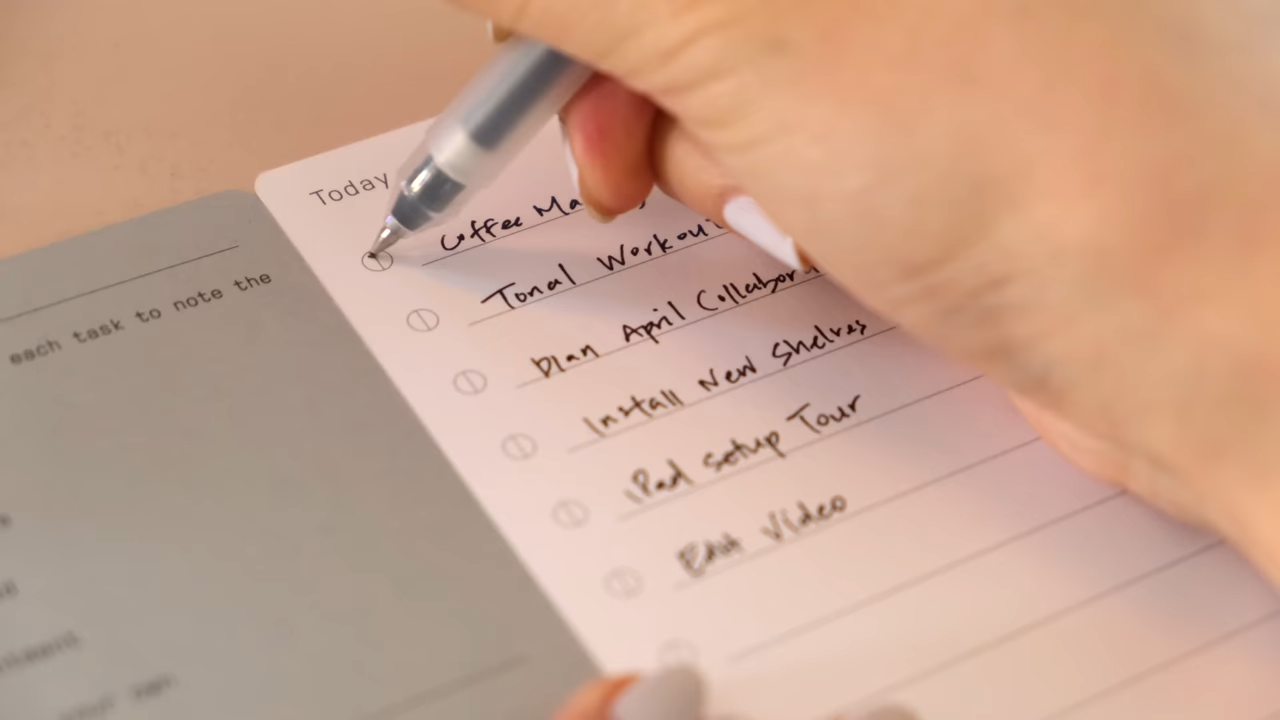 Today
Coffee Ma
Tonal Workout
Plan April Collabor
Install New Shelves
iPad setup Tour
Edit Video
each task to note the